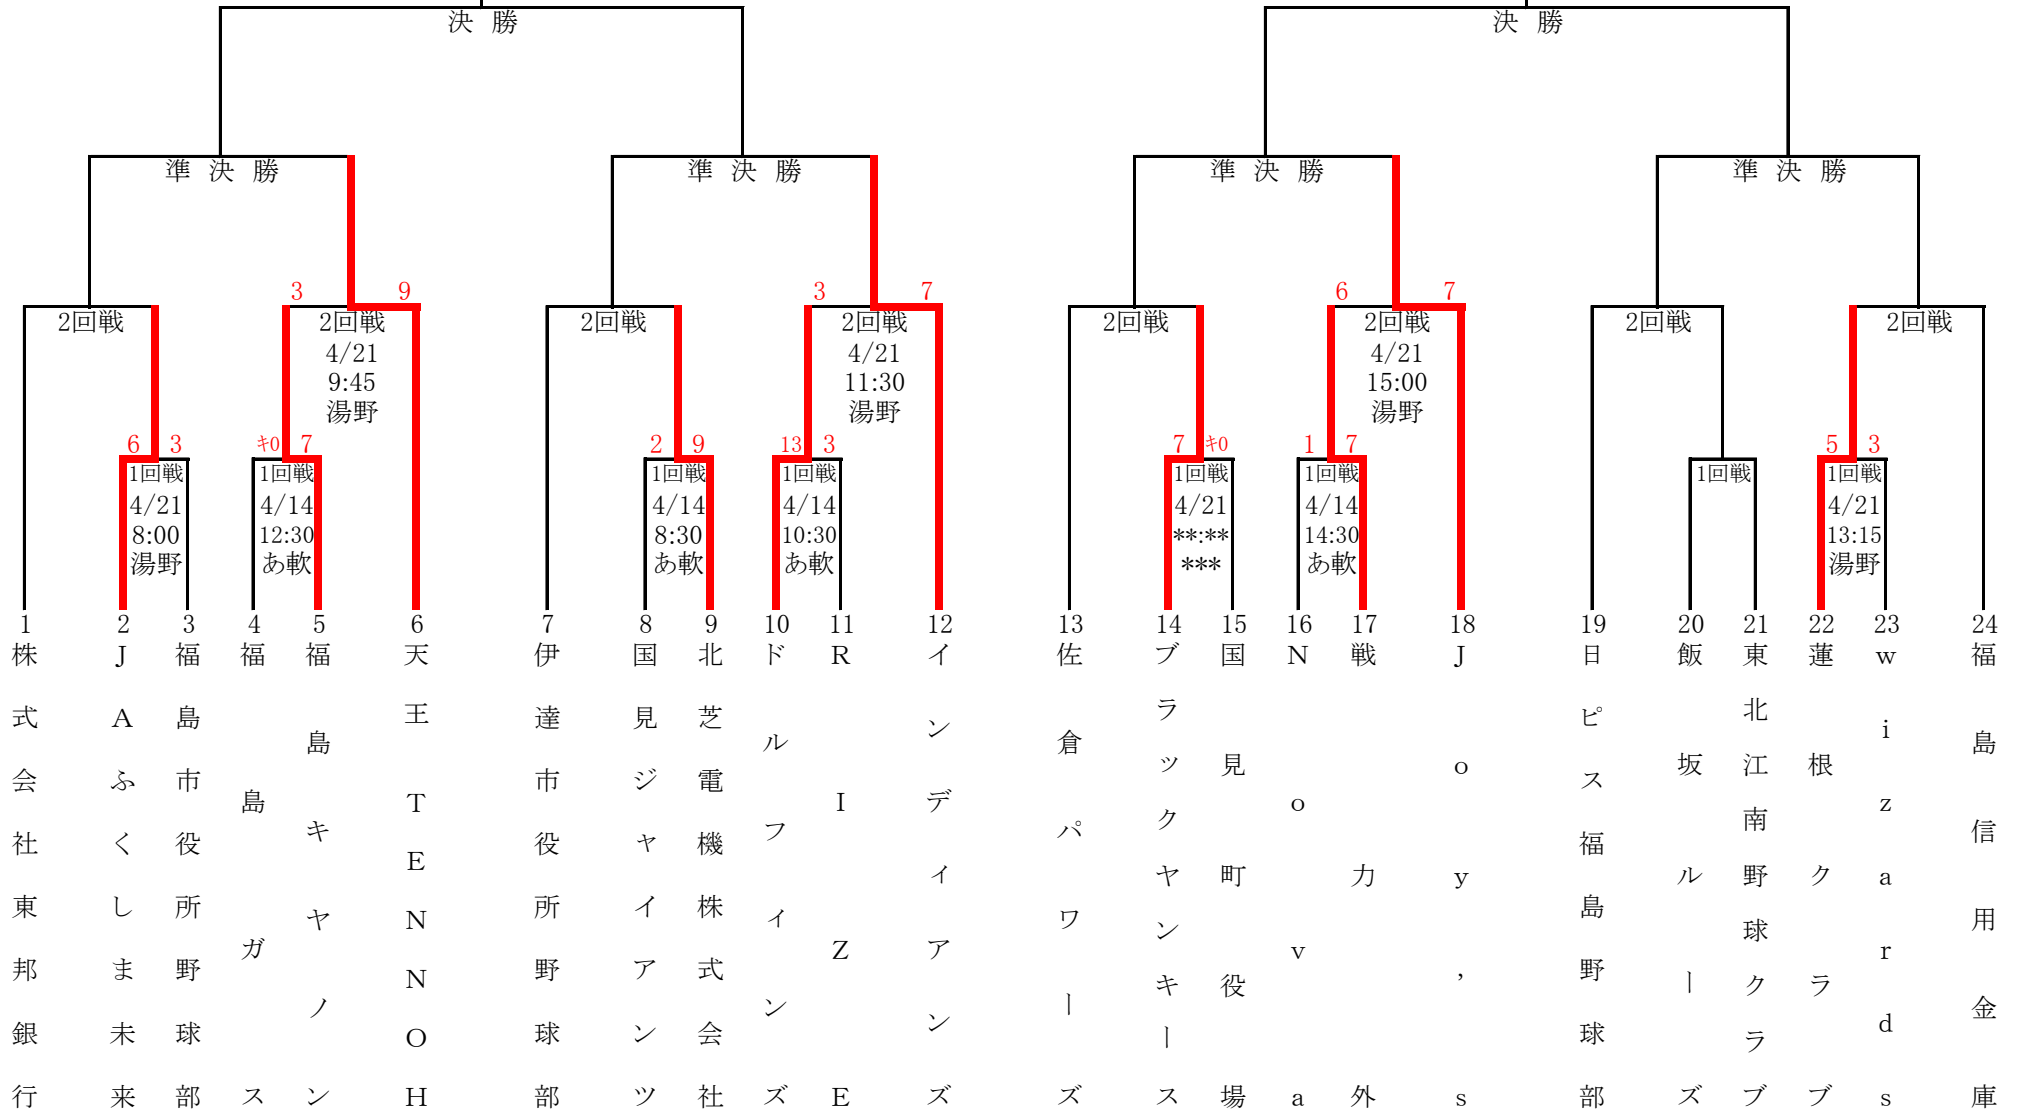 決 勝
決 勝
準 決 勝
準 決 勝
準 決 勝
準 決 勝
3 9
3 7
6 7
2回戦
2回戦
4/21
9:45
湯野
2回戦
2回戦
4/21
11:30
湯野
2回戦
2回戦
4/21
15:00
湯野
2回戦
2回戦
6 3
1回戦
4/21
8:00
湯野
ｷ0 7
1回戦
4/14
12:30
あ軟
2 9
1回戦
4/14
8:30
あ軟
13 3
1回戦
4/14
10:30
あ軟
7 ｷ0
1回戦
4/21
**:**
***
1 7
1回戦
4/14
14:30
あ軟
1回戦
5 3
1回戦
4/21
13:15
湯野
1
株式会社東邦銀行
2
JAふくしま未来
3
福島市役所野球部
4
福島ガス
5
福島キヤノン
6
天王TENNOH
7
伊達市役所野球部
8
国見ジャイアンツ
9
北芝電機株式会社
10
ドルフィンズ
11
RIZE
12
インディアンズ
13
佐倉パワーズ
14
ブラックヤンキース
15
国見町役場
16
Nova
17
戦力外
18
Joy’s
19
日ピス福島野球部
20
飯坂ルーズ
21
東北江南野球クラブ
22
蓮根クラブ
23
wizards
24
福島信用金庫